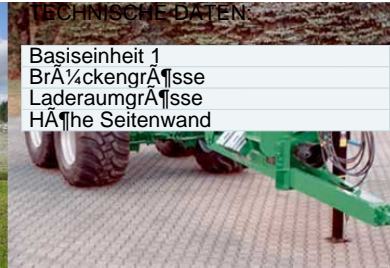 TECHNISCHE DATEN:
Basiseinheit 1
BrÃ¼ckengrÃ¶sse
LaderaumgrÃ¶sse
HÃ¶he Seitenwand